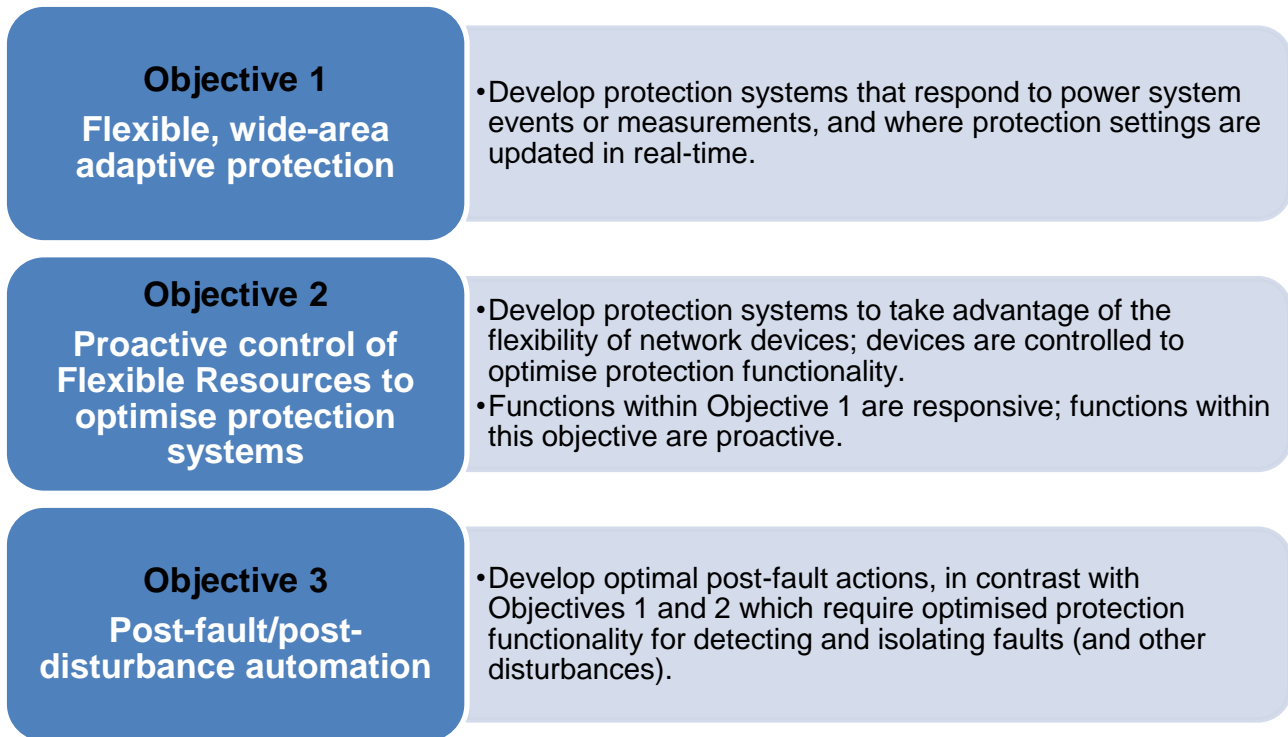 Objective 1
Flexible, wide-area
adaptive protection
•Develop protection systems that respond to power system
events or measurements, and where protection settings are
updated in real-time.
Objective 2
Proactive control of
Flexible Resources to
optimise protection
systems
•Develop protection systems to take advantage of the
flexibility of network devices; devices are controlled to
optimise protection functionality.
•Functions within Objective 1 are responsive; functions within
this objective are proactive.
Objective 3
Post-fault/post-
disturbance automation
•Develop optimal post-fault actions, in contrast with
Objectives 1 and 2 which require optimised protection
functionality for detecting and isolating faults (and other
disturbances).